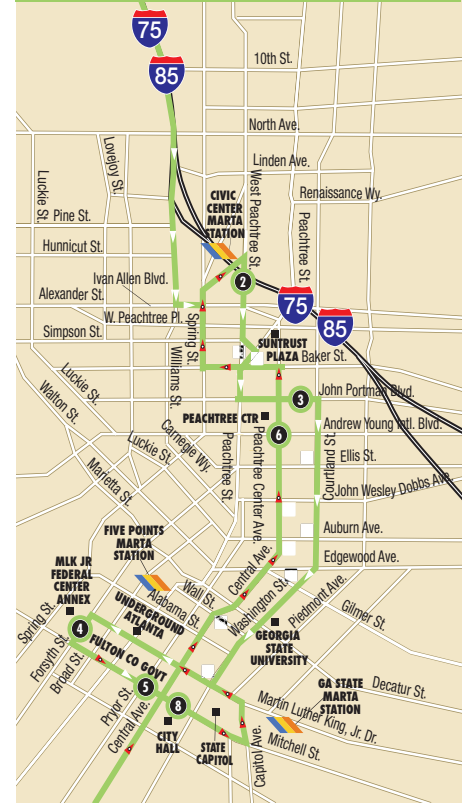 75
85
10th St.
North Ave.
Linden Ave.
Lovejoy St.
Luckie St.
West Peachtree St.
Renaissance Wy.
CIVIC
CENTER
MARTA
STATION
Pine St.
Peachtree St.
Hunnicut St.
Ivan Allen Blvd.
2
Alexander St.
75
W. Peachtree Pl.
85
Simpson St.
Spring St.
SUNTRUST
PLAZA
Baker St.
Williams St.
Luckie St.
Walton St.
3
John Portman Blvd.
PEACHTREE CTR
Andrew Young Intl. Blvd.
6
Luckie St.
Carnegie Wy.
Peachtree St.
Peachtree Center Ave.
Courtland St.
Ellis St.
Marietta St.
John Wesley Dobbs Ave.
FIVE POINTS
MARTA
STATION
Auburn Ave.
Edgewood Ave.
MLK JR
FEDERAL
CENTER
ANNEX
Wall St.
Alabama St.
Central Ave.
Washington St.
Piedmont Ave.
Gilmer St.
UNDERGROUND
ATLANTA
Spring St.
4
Forsyth St.
Broad St.
FULTON CO GOVT
GEORGIA
STATE
UNIVERSITY
Decatur St.
GA STATE
MARTA
STATION
5
8
Pryor St.
Central Ave.
Martin Luther King, Jr. Dr.
CITY
HALL
STATE
CAPITOL
Capitol Ave.
Mitchell St.